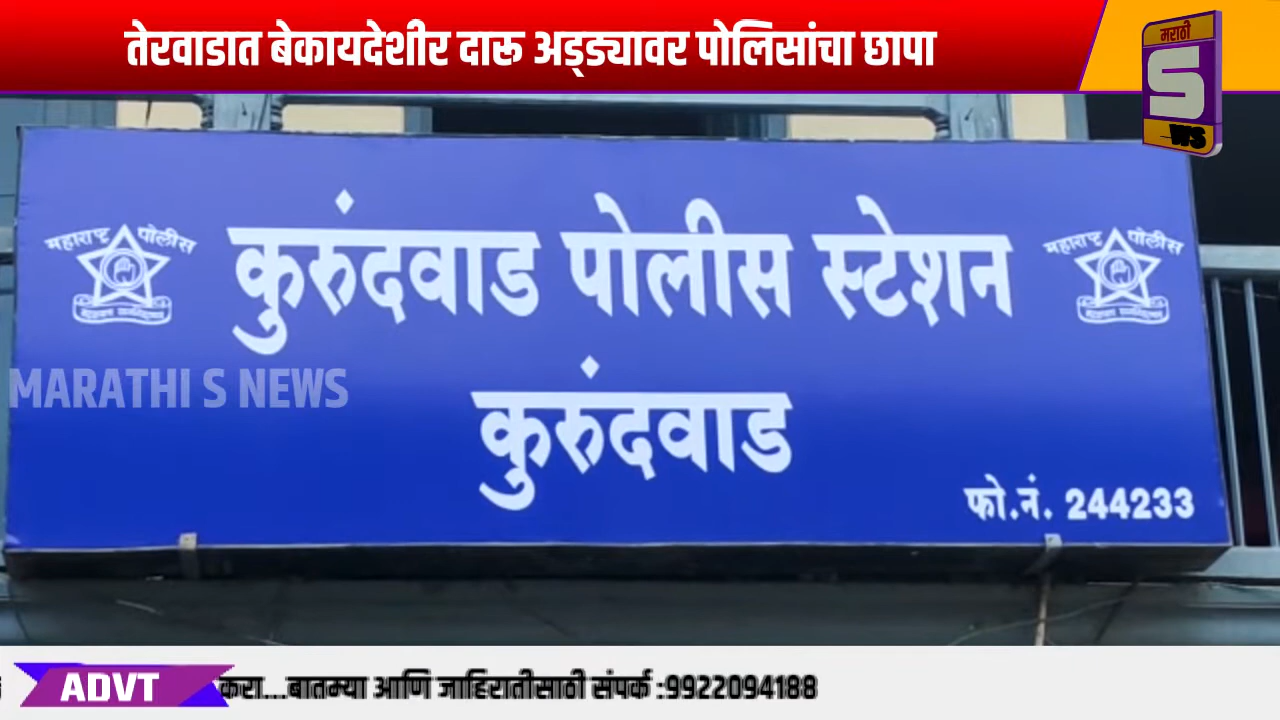 तेरवाडात बेकायदेशीर दारू अड्ड्यावर पोलिसांचा छापा
मराठी
S
WS
महाराष्ट्र पोलीस
कुरुंदवाड पोलीस स्टेशन
महाराष्ट्र पोलीस
MARATHI S NEWS
कुरुंदवाड
फो.नं. 244233
ADVT
करा...बातम्या आणि जाहिरातीसाठी संपर्क :9922094188